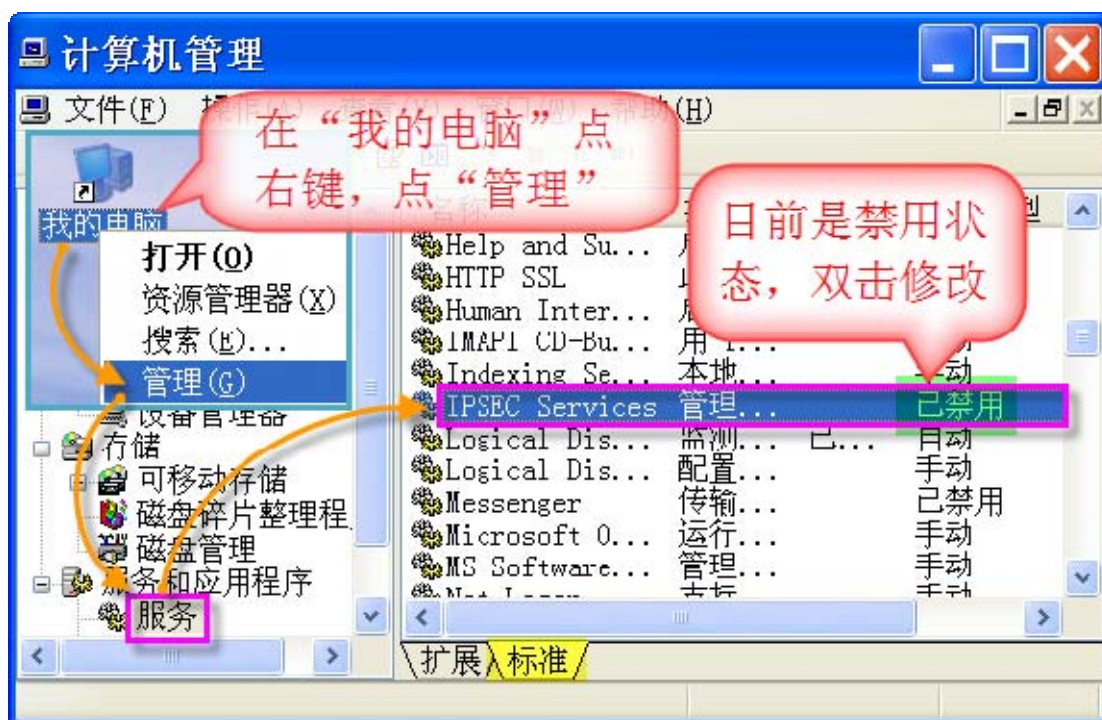 计算机管理
文件(F)
(H)
在“我的电脑”点
右键，点“管理”
我的电脑
打开(O)
资源管理器(X)
搜索(E)...
管理(G)
设备管理器
存储
可移动存储
磁盘碎片整理程
磁盘管理
服务和应用程序
服务
目前是禁用状
态，双击修改
名称
Help and Su...
HTTP SSL
Human Inter...
IMAPI CD-Bu...
Indexing Se... 本地... 手动
IPSEC Services 管理... 已禁用
Logical Dis... 监测... 已... 自动
Logical Dis... 配置... 手动
Messenger 传输... 已禁用
Microsoft O... 运行... 手动
MS Software... 管理... 手动
扩展 标准